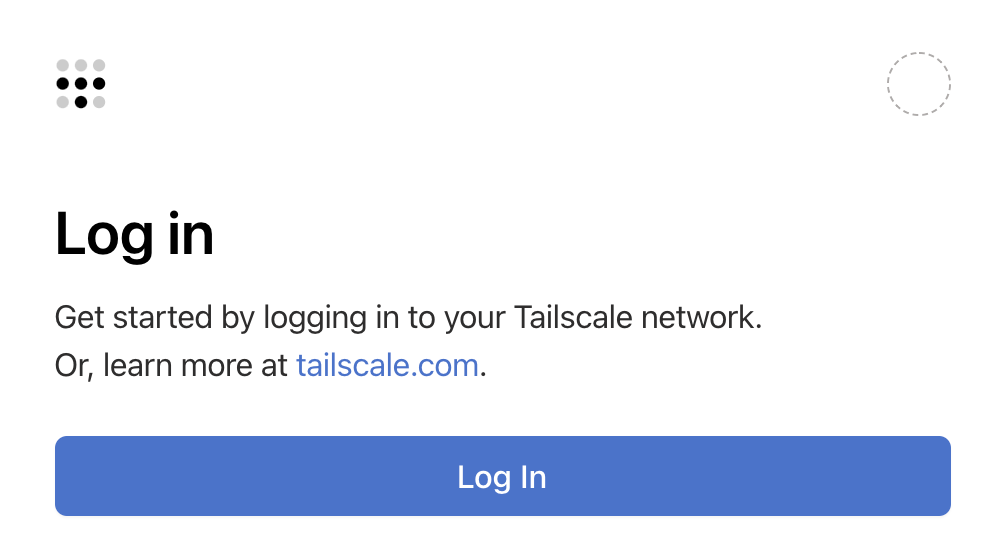 Log in
Get started by logging in to your Tailscale network.
Or, learn more at tailscale.com.
Log In